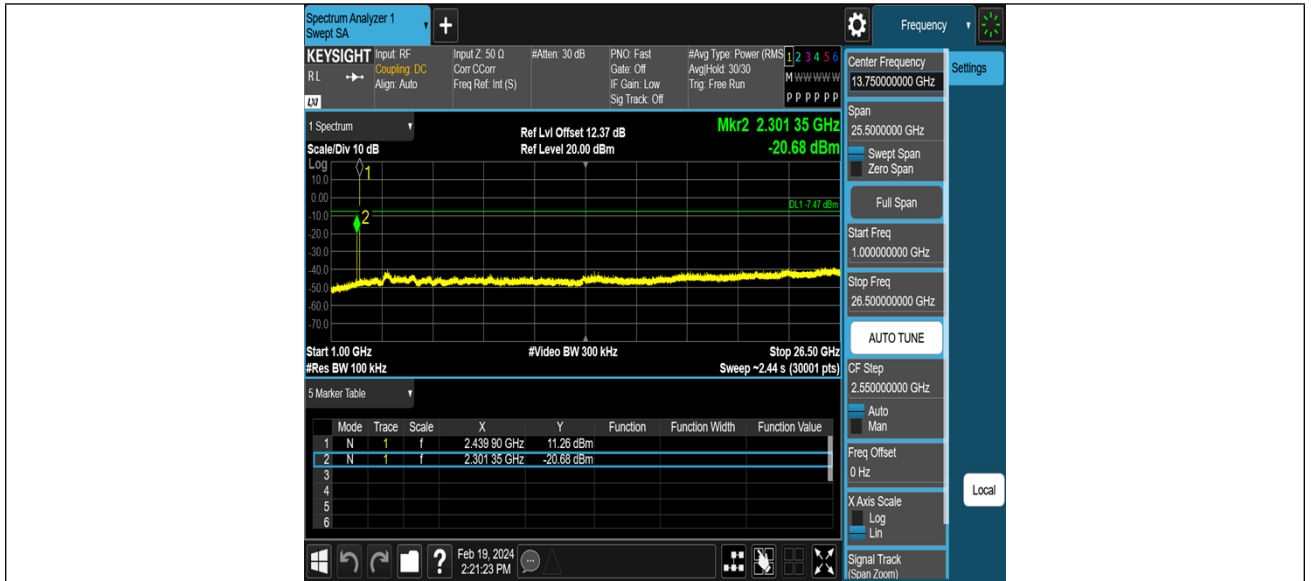 Spectrum Analyzer 1
Swept SA
+
Frequency
KEYSIGHT
RL
LXI
Input: RF
Coupling: DC
Align: Auto
Input Z: 50 Ω
Corr CCorr
Freq Ref: Int (S)
#Atten: 30 dB
PNO: Fast
Gate: Off
IF Gain: Low
Sig Track: Off
#Avg Type: Power (RMS
Avg|Hold: 30/30
Trig: Free Run
1 2 3 4 5 6
M W W W W W
P P P P P P
1 Spectrum
Scale/Div 10 dB
Ref Lvl Offset 12.37 dB
Ref Level 20.00 dBm
Mkr2 2.301 35 GHz
-20.68 dBm
Log
10.0
0.00
-10.0
-20.0
-30.0
-40.0
-50.0
-60.0
-70.0
1
2
DL1 -7.47 dBm
Start 1.00 GHz
#Res BW 100 kHz
#Video BW 300 kHz
Stop 26.50 GHz
Sweep ~2.44 s (30001 pts)
5 Marker Table
Mode Trace Scale X Y Function Function Width Function Value
1 N 1 f 2.439 90 GHz 11.26 dBm
2 N 1 f 2.301 35 GHz -20.68 dBm
3
4
5
6
?
Feb 19, 2024
2:21:23 PM
Center Frequency
13.750000000 GHz
Settings
Span
25.5000000 GHz
Swept Span
Zero Span
Full Span
Start Freq
1.000000000 GHz
Stop Freq
26.500000000 GHz
AUTO TUNE
CF Step
2.550000000 GHz
Auto
Man
Freq Offset
0 Hz
X Axis Scale
Log
Lin
Local
Signal Track
(Span Zoom)